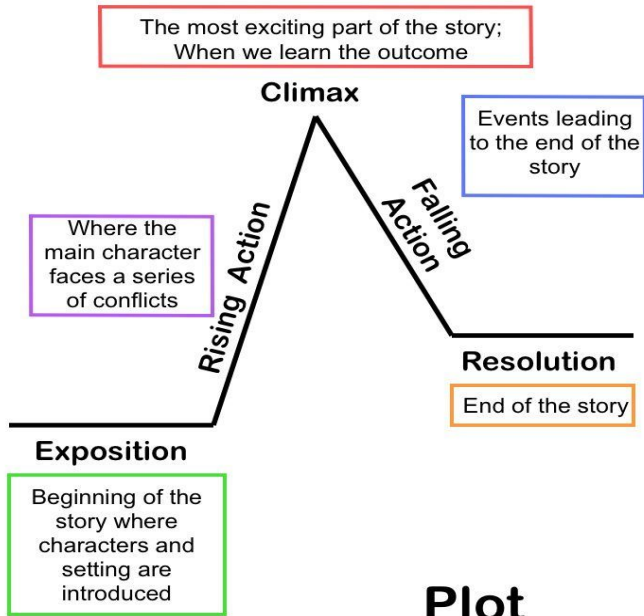 The most exciting part of the story;
When we learn the outcome
Climax
Events leading
to the end of the
story
Falling
Action
Where the
main character
faces a series
of conflicts
Rising Action
Resolution
End of the story
Exposition
Beginning of the
story where
characters and
setting are
introduced
Plot